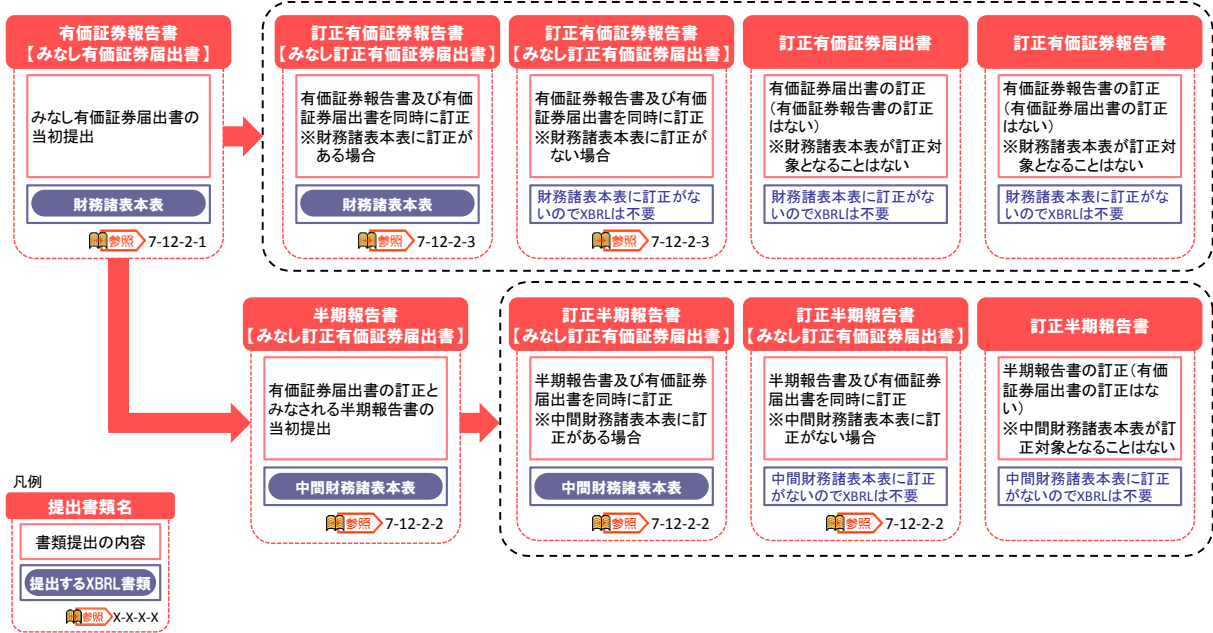 有価証券報告書
【みなし有価証券届出書】
みなし有価証券届出書の
当初提出
財務諸表本表
参照 7-12-2-1
訂正有価証券報告書
【みなし訂正有価証券届出書】
有価証券報告書及び有価
証券届出書を同時に訂正
※財務諸表本表に訂正が
ある場合
財務諸表本表
参照 7-12-2-3
訂正有価証券報告書
【みなし訂正有価証券届出書】
有価証券報告書及び有価
証券届出書を同時に訂正
※財務諸表本表に訂正が
ない場合
財務諸表本表に訂正がな
いのでXBRLは不要
参照 7-12-2-3
訂正有価証券届出書
有価証券届出書の訂正
(有価証券報告書の訂正
はない)
※財務諸表本表が訂正対
象となることはない
財務諸表本表に訂正がな
いのでXBRLは不要
訂正有価証券報告書
有価証券報告書の訂正
(有価証券届出書の訂正
はない)
※財務諸表本表が訂正対
象となることはない
財務諸表本表に訂正がな
いのでXBRLは不要
半期報告書
【みなし訂正有価証券届出書】
有価証券届出書の訂正と
みなされる半期報告書の
当初提出
中間財務諸表本表
参照 7-12-2-2
訂正半期報告書
【みなし訂正有価証券届出書】
半期報告書及び有価証券
届出書を同時に訂正
※中間財務諸表本表に訂
正がある場合
中間財務諸表本表
参照 7-12-2-2
訂正半期報告書
【みなし訂正有価証券届出書】
半期報告書及び有価証券
届出書を同時に訂正
※中間財務諸表本表に訂
正がない場合
中間財務諸表本表に訂正
がないのでXBRLは不要
参照 7-12-2-2
訂正半期報告書
半期報告書の訂正(有価
証券届出書の訂正はな
い)
※中間財務諸表本表が訂
正対象となることはない
中間財務諸表本表に訂正
がないのでXBRLは不要
凡例
提出書類名
書類提出の内容
提出するXBRL書類
参照 X-X-X-X